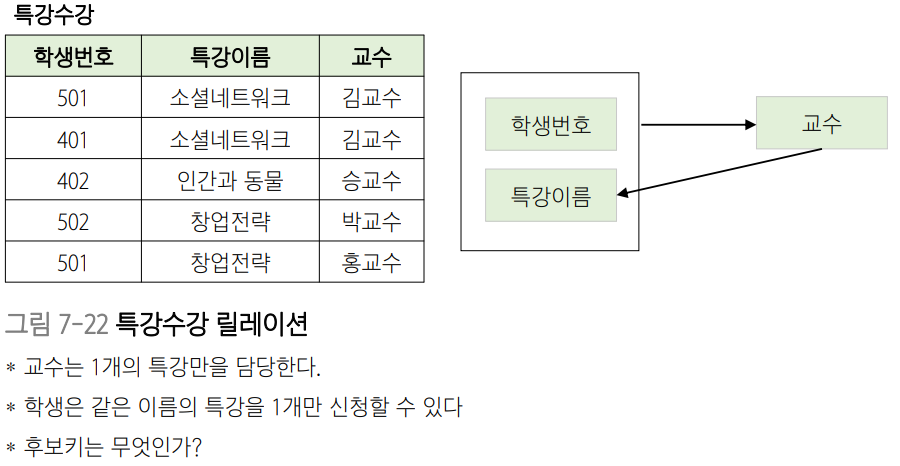 특강수강
학생번호 특강이름 교수
501 소셜네트워크 김교수
401 소셜네트워크 김교수
402 인간과 동물 승교수
502 창업전략 박교수
501 창업전략 홍교수
학생번호
특강이름
교수
그림 7-22 특강수강 릴레이션
* 교수는 1개의 특강만을 담당한다.
* 학생은 같은 이름의 특강을 1개만 신청할 수 있다
* 후보키는 무엇인가?